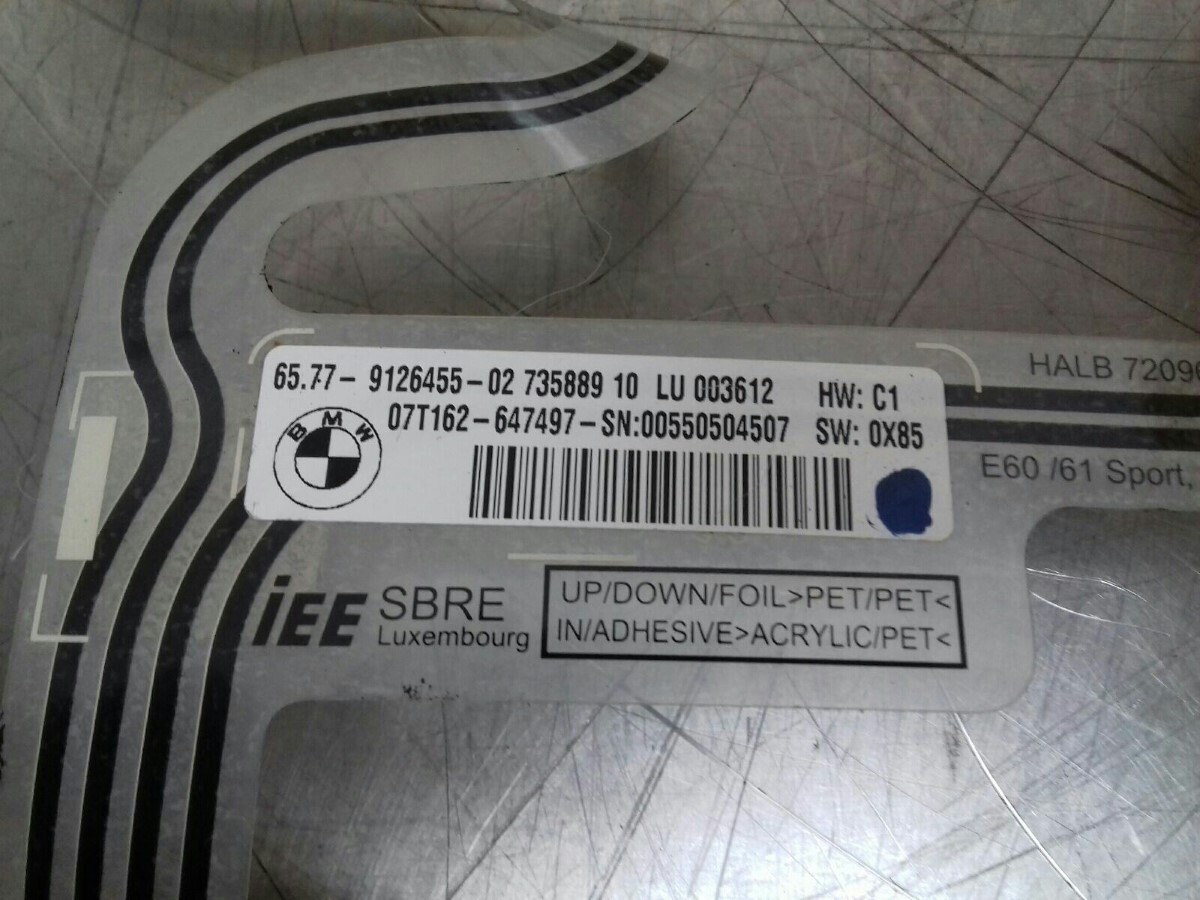 65.77- 9126455-02 735889 10 LU 003612 HW: C1
07T162-647497-SN:00550504507 SW: 0X85
BMW
HALB 72096
E60 /61 Sport,
iEE SBRE
Luxembourg
UP/DOWN/FOIL>PET/PET<
IN/ADHESIVE>ACRYLIC/PET<